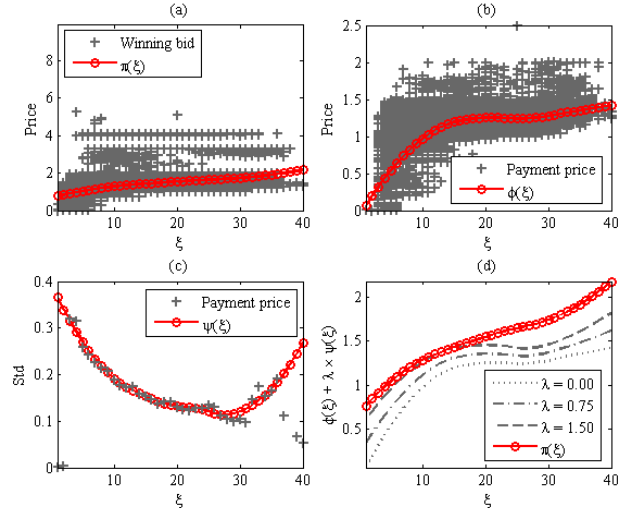 (a)
(b)
8
6
4
2
0
Price
Winning bid
π(ξ)
10 20 30 40
ξ
2.5
2
1.5
1
0.5
0
Price
Payment price
ϕ(ξ)
10 20 30 40
ξ
(c)
(d)
0.4
0.3
0.2
0.1
0
Std
Payment price
ψ(ξ)
10 20 30 40
ξ
2
1.5
1
0.5
ϕ(ξ) + λ × ψ(ξ)
λ = 0.00
λ = 0.75
λ = 1.50
π(ξ)
10 20 30 40
ξ